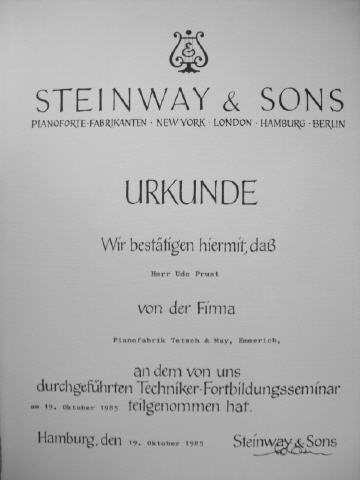 STEINWAY & SONS
PIANOFORTE-FABRIKANTEN · NEW YORK · LONDON · HAMBURG · BERLIN
URKUNDE
Wir bestätigen hiermit, daß
Herr Udo Prust
von der Firma
Pianofabrik Tetsch & May, Emmerich,
an dem von uns
durchgeführten Techniker-Fortbildungsseminar
am 19. Oktober 1985 teilgenommen hat.
Hamburg, den 19. Oktober 1985 Steinway & Sons